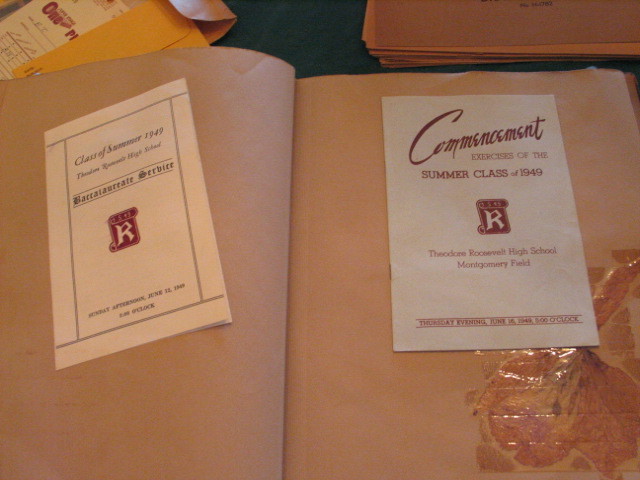 Class of Summer 1949
Theodore Roosevelt High School
Baccalaureate Service
R
SUNDAY AFTERNOON, JUNE 12, 1949
5:00 O'CLOCK
Commencement
EXERCISES OF THE
SUMMER CLASS of 1949
R
Theodore Roosevelt High School
Montgomery Field
THURSDAY EVENING, JUNE 16, 1949, 5:00 O'CLOCK